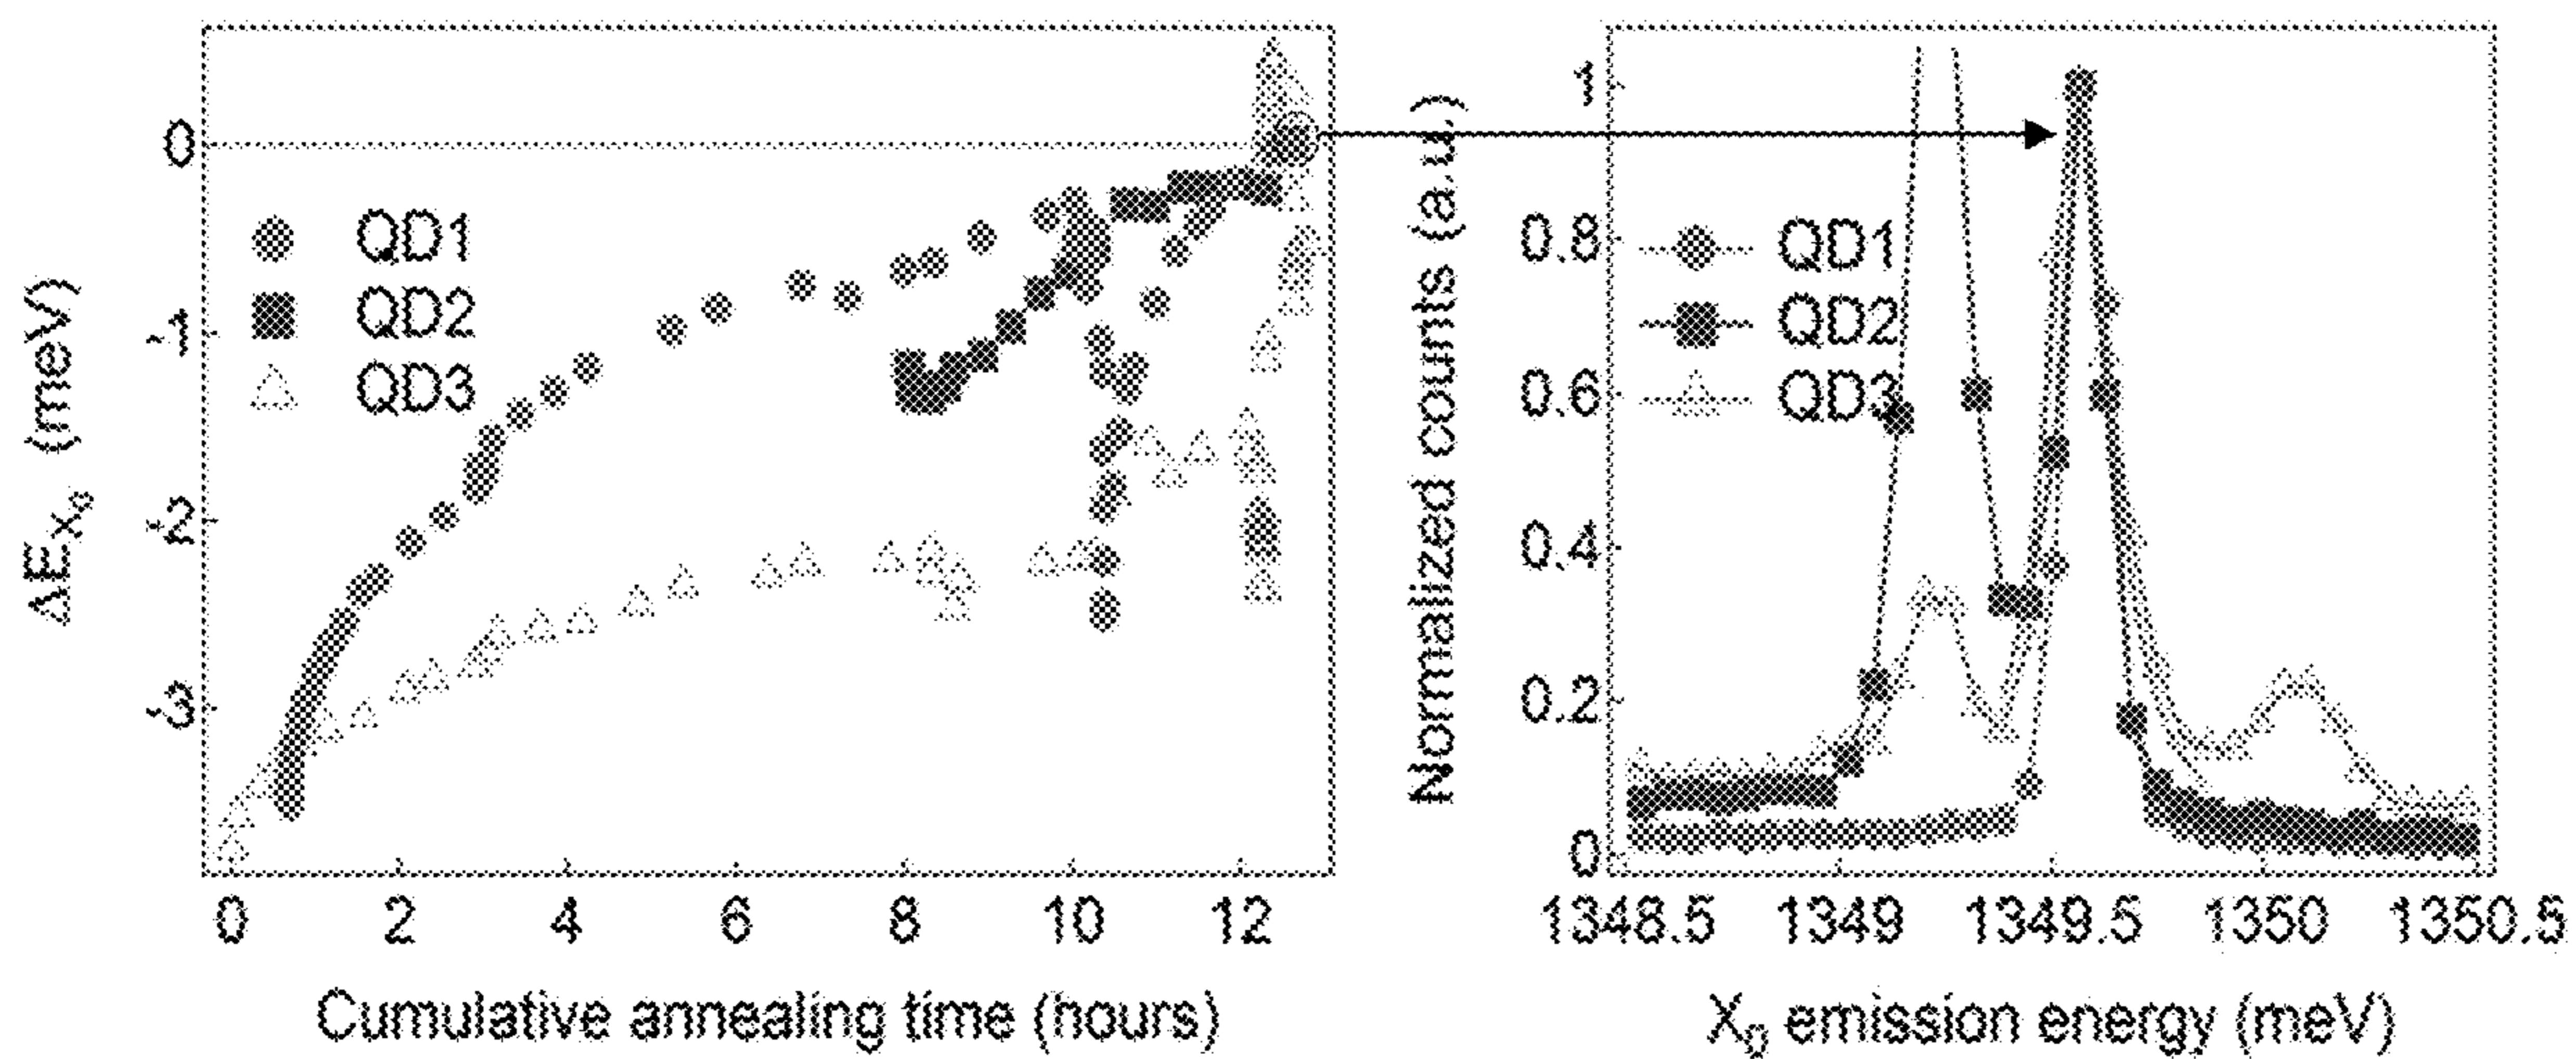 ΔEX0 (meV)
0
-1
-2
-3
QD1
QD2
QD3
0 2 4 6 8 10 12
Cumulative annealing time (hours)
Normalized counts (a.u.)
1
0.8
0.6
0.4
0.2
0
QD1
QD2
QD3
1348.5 1349 1349.5 1350 1350.5
X0 emission energy (meV)